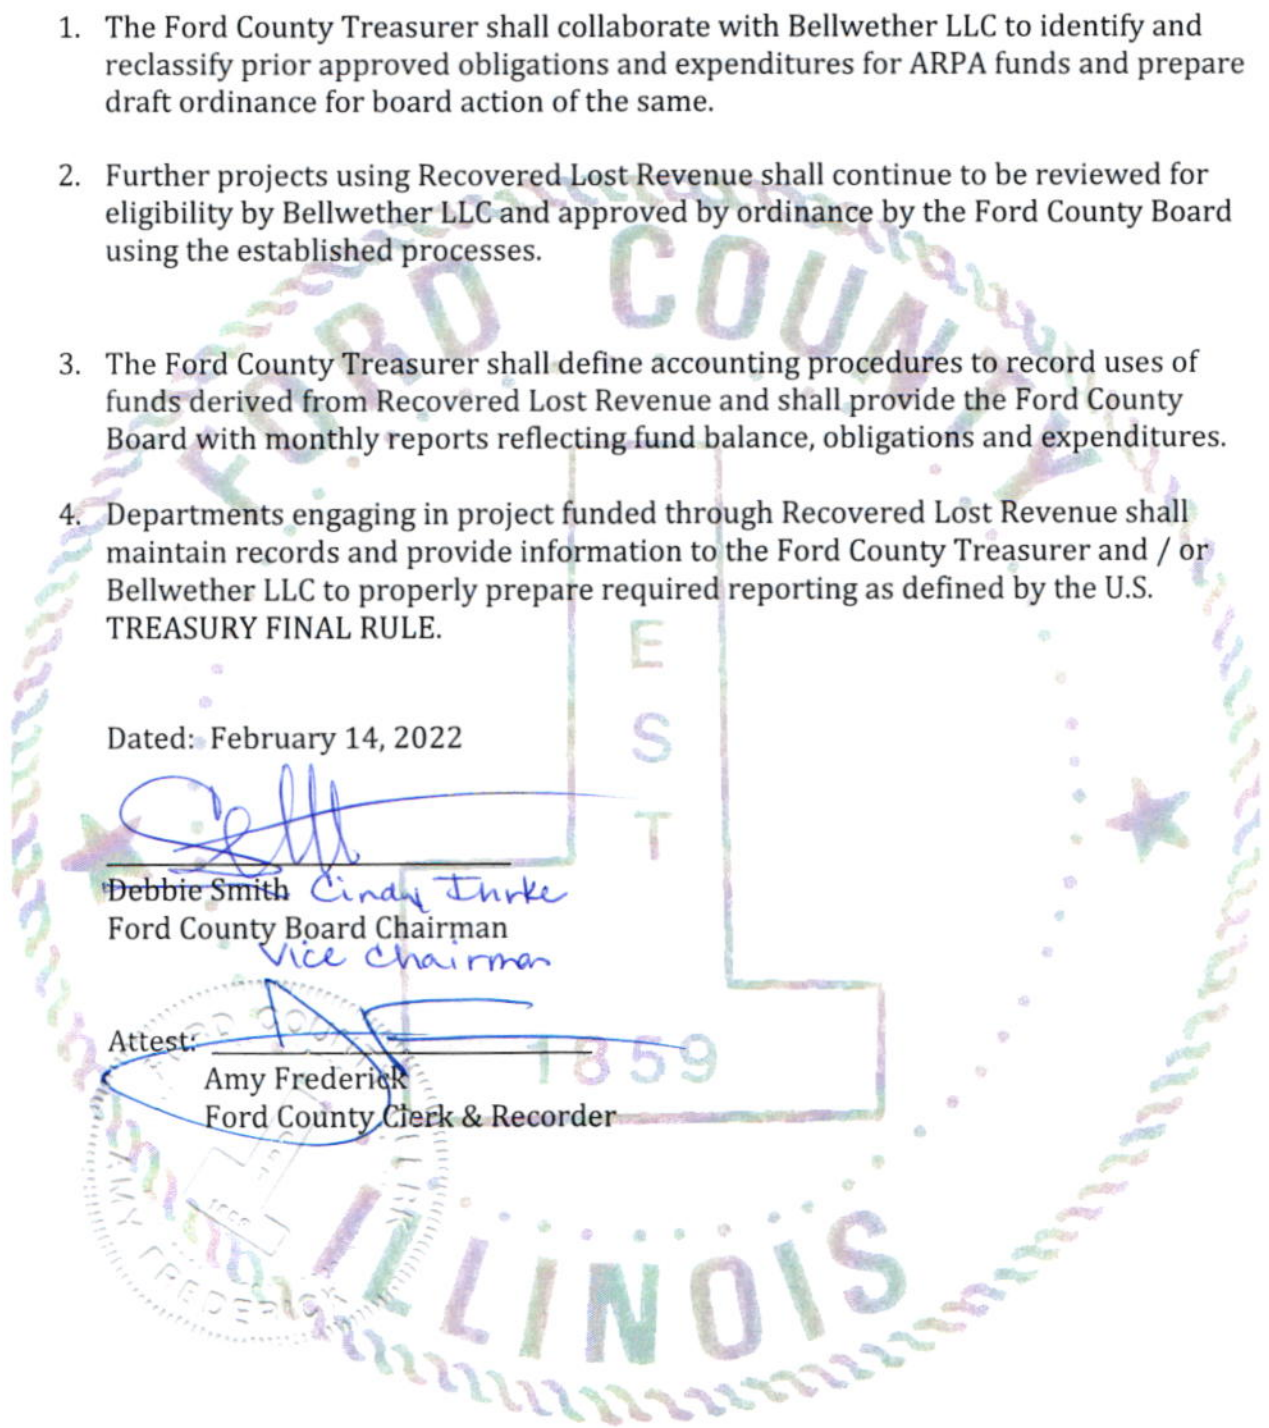 1. The Ford County Treasurer shall collaborate with Bellwether LLC to identify and
reclassify prior approved obligations and expenditures for ARPA funds and prepare
draft ordinance for board action of the same.
2. Further projects using Recovered Lost Revenue shall continue to be reviewed for
eligibility by Bellwether LLC and approved by ordinance by the Ford County Board
using the established processes.
3. The Ford County Treasurer shall define accounting procedures to record uses of
funds derived from Recovered Lost Revenue and shall provide the Ford County
Board with monthly reports reflecting fund balance, obligations and expenditures.
4. Departments engaging in project funded through Recovered Lost Revenue shall
maintain records and provide information to the Ford County Treasurer and / or
Bellwether LLC to properly prepare required reporting as defined by the U.S.
TREASURY FINAL RULE.
Dated: February 14, 2022
Debbie Smith Cindy Ihrke
Ford County Board Chairman
Vice Chairman
Attest:
Amy Frederick
Ford County Clerk & Recorder
FORD COUNTY
EST
1859
ILLINOIS
AMY FREDERICK